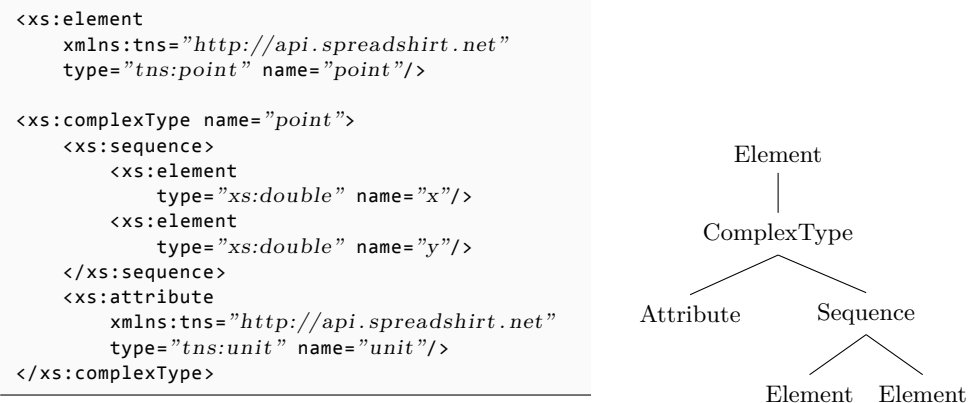 <xs:element
xmlns:tns="http://api.spreadshirt.net"
type="tns:point" name="point"/>
<xs:complexType name="point">
<xs:sequence>
<xs:element
type="xs:double" name="x"/>
<xs:element
type="xs:double" name="y"/>
</xs:sequence>
<xs:attribute
xmlns:tns="http://api.spreadshirt.net"
type="tns:unit" name="unit"/>
</xs:complexType>
Element
ComplexType
Attribute Sequence
Element Element